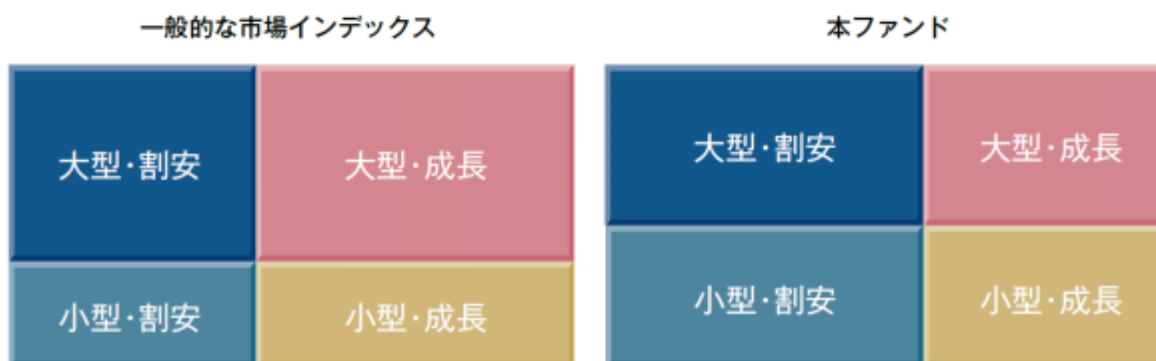 一般的な市場インデックス
本ファンド
大型・割安
大型・成長
小型・割安
小型・成長
大型・割安
大型・成長
小型・割安
小型・成長